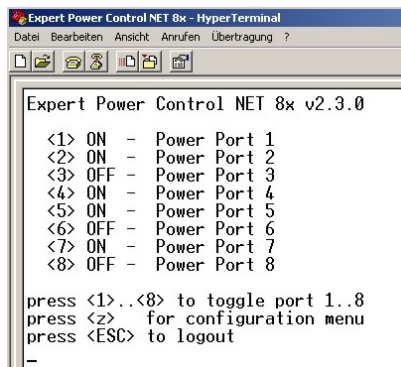 Expert Power Control NET 8x - HyperTerminal
Datei Bearbeiten Ansicht Anrufen Übertragung ?
Expert Power Control NET 8x v2.3.0
<1> ON - Power Port 1
<2> ON - Power Port 2
<3> OFF - Power Port 3
<4> ON - Power Port 4
<5> ON - Power Port 5
<6> OFF - Power Port 6
<7> ON - Power Port 7
<8> OFF - Power Port 8
press <1>..<8> to toggle port 1..8
press <z> for configuration menu
press <ESC> to logout
_